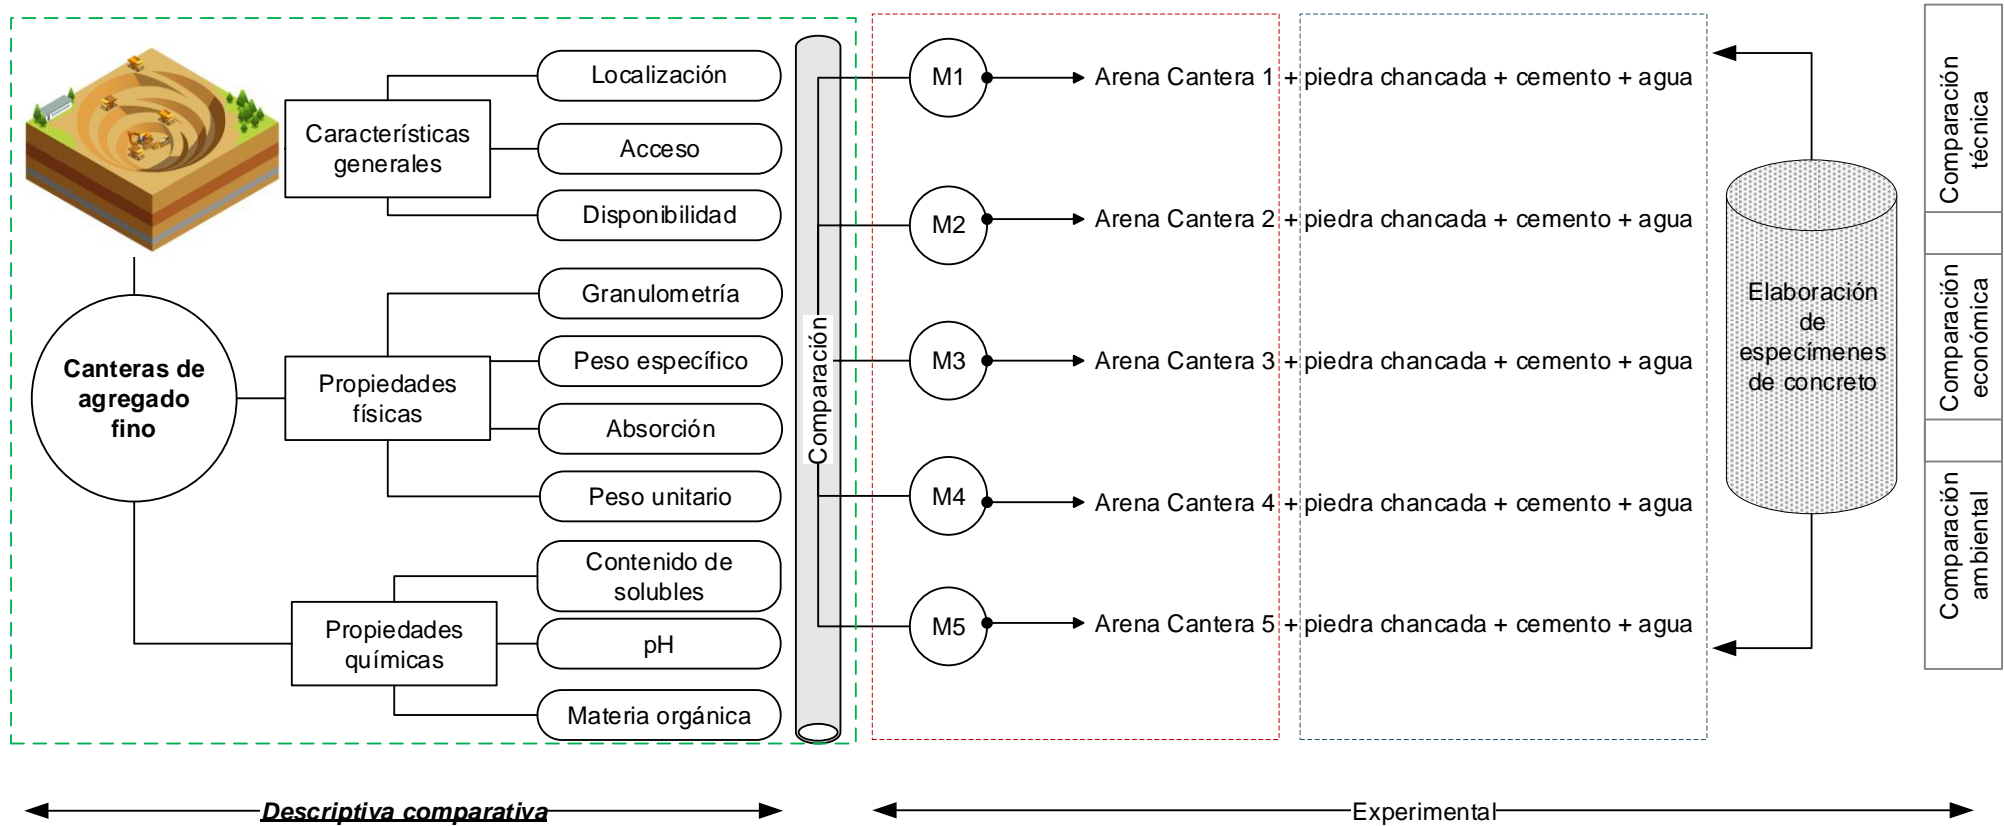 Localización
Características
generales
Acceso
Disponibilidad
Canteras de
agregado
fino
Granulometría
Propiedades
físicas
Peso específico
Absorción
Peso unitario
Propiedades
químicas
Contenido de
solubles
pH
Materia orgánica
Comparación
M1
Arena Cantera 1 + piedra chancada + cemento + agua
M2
Arena Cantera 2 + piedra chancada + cemento + agua
M3
Arena Cantera 3 + piedra chancada + cemento + agua
M4
Arena Cantera 4 + piedra chancada + cemento + agua
M5
Arena Cantera 5 + piedra chancada + cemento + agua
Elaboración
de
especímenes
de concreto
Comparación
técnica
Comparación
económica
Comparación
ambiental
Descriptiva comparativa
Experimental